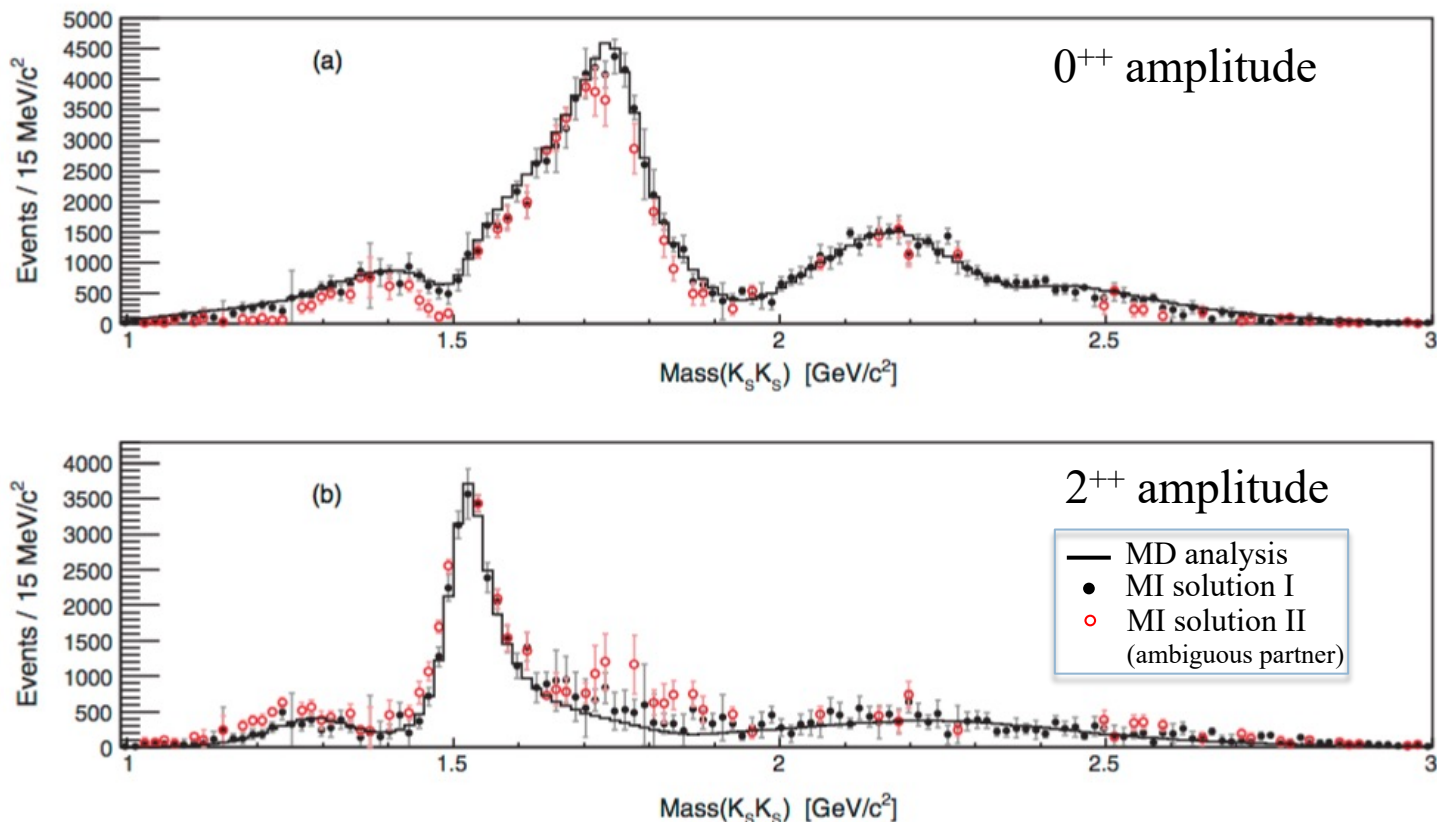 5000
4500
4000
3500
3000
2500
2000
1500
1000
500
0
Events / 15 MeV/c²
(a)
0⁺⁺ amplitude
1 1.5 2 2.5 3
Mass(KₛKₛ) [GeV/c²]
4000
3500
3000
2500
2000
1500
1000
500
0
Events / 15 MeV/c²
(b)
2⁺⁺ amplitude
MD analysis
MI solution I
MI solution II
(ambiguous partner)
1 1.5 2 2.5 3
Mass(KₛKₛ) [GeV/c²]